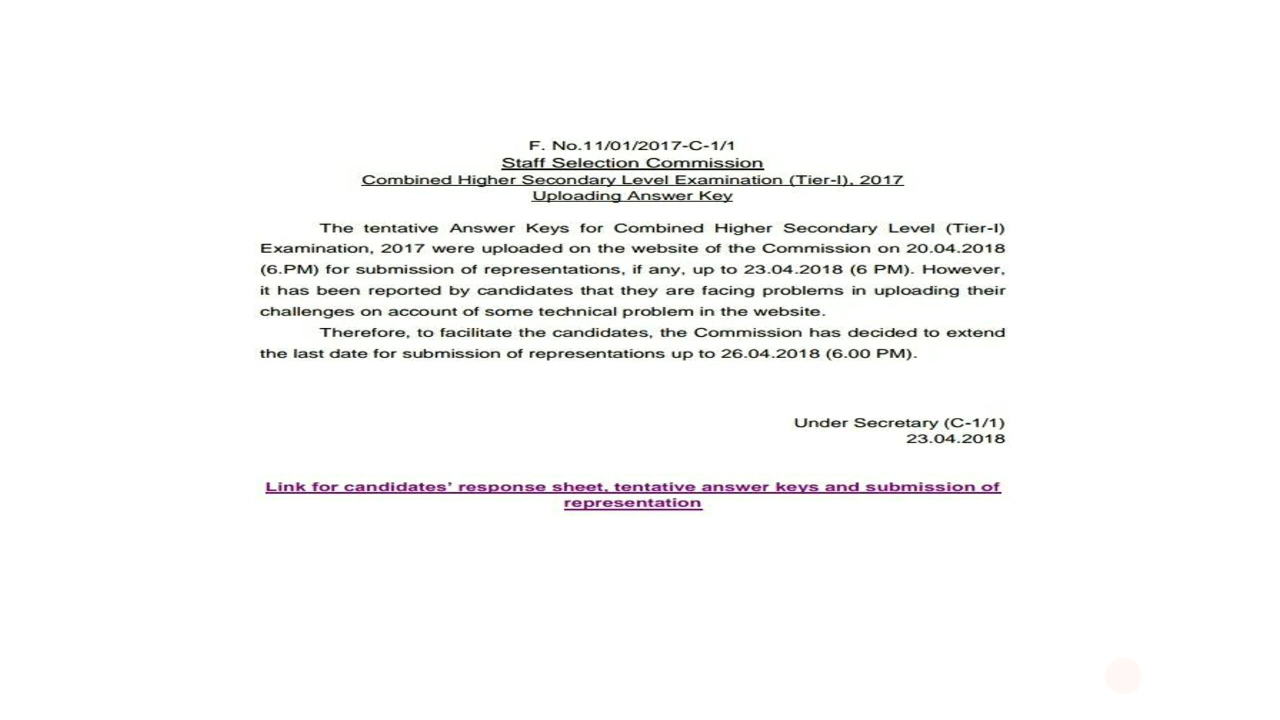 F. No.11/01/2017-C-1/1
Staff Selection Commission
Combined Higher Secondary Level Examination (Tier-I), 2017
Uploading Answer Key
The tentative Answer Keys for Combined Higher Secondary Level (Tier-I)
Examination, 2017 were uploaded on the website of the Commission on 20.04.2018
(6.PM) for submission of representations, if any, up to 23.04.2018 (6 PM). However,
it has been reported by candidates that they are facing problems in uploading their
challenges on account of some technical problem in the website.
Therefore, to facilitate the candidates, the Commission has decided to extend
the last date for submission of representations up to 26.04.2018 (6.00 PM).
Under Secretary (C-1/1)
23.04.2018
Link for candidates’ response sheet, tentative answer keys and submission of
representation